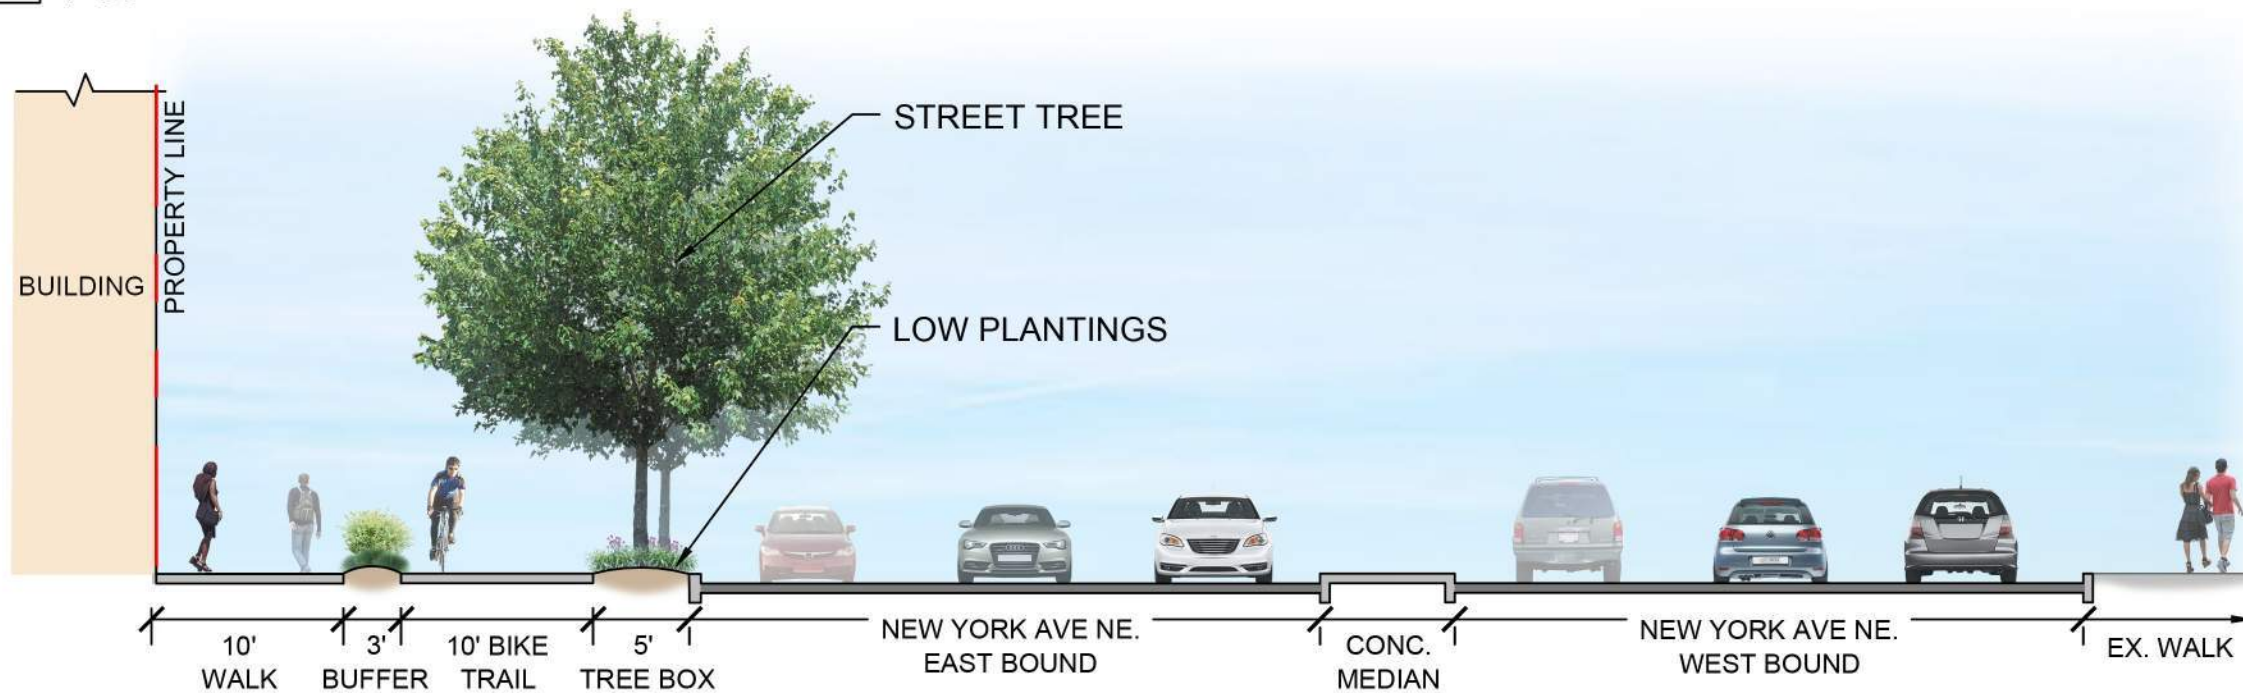 STREET TREE
PROPERTY LINE
BUILDING
LOW PLANTINGS
10'
WALK
3'
BUFFER
10' BIKE
TRAIL
5'
TREE BOX
NEW YORK AVE NE.
EAST BOUND
CONC.
MEDIAN
NEW YORK AVE NE.
WEST BOUND
EX. WALK